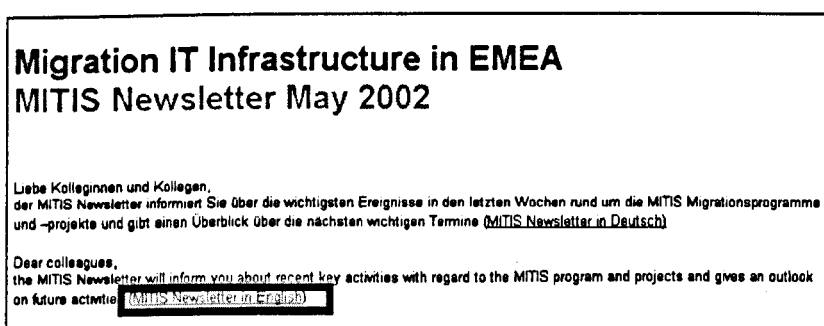 Migration IT Infrastructure in EMEA
MITIS Newsletter May 2002
Liebe Kolleginnen und Kollegen,
der MITIS Newsletter informiert Sie über die wichtigsten Ereignisse in den letzten Wochen rund um die MITIS Migrationsprogramme
und –projekte und gibt einen Überblick über die nächsten wichtigen Termine (MITIS Newsletter in Deutsch)
Dear colleagues,
the MITIS Newsletter will inform you about recent key activities with regard to the MITIS program and projects and gives an outlook
on future activitie (MITIS Newsletter in English)